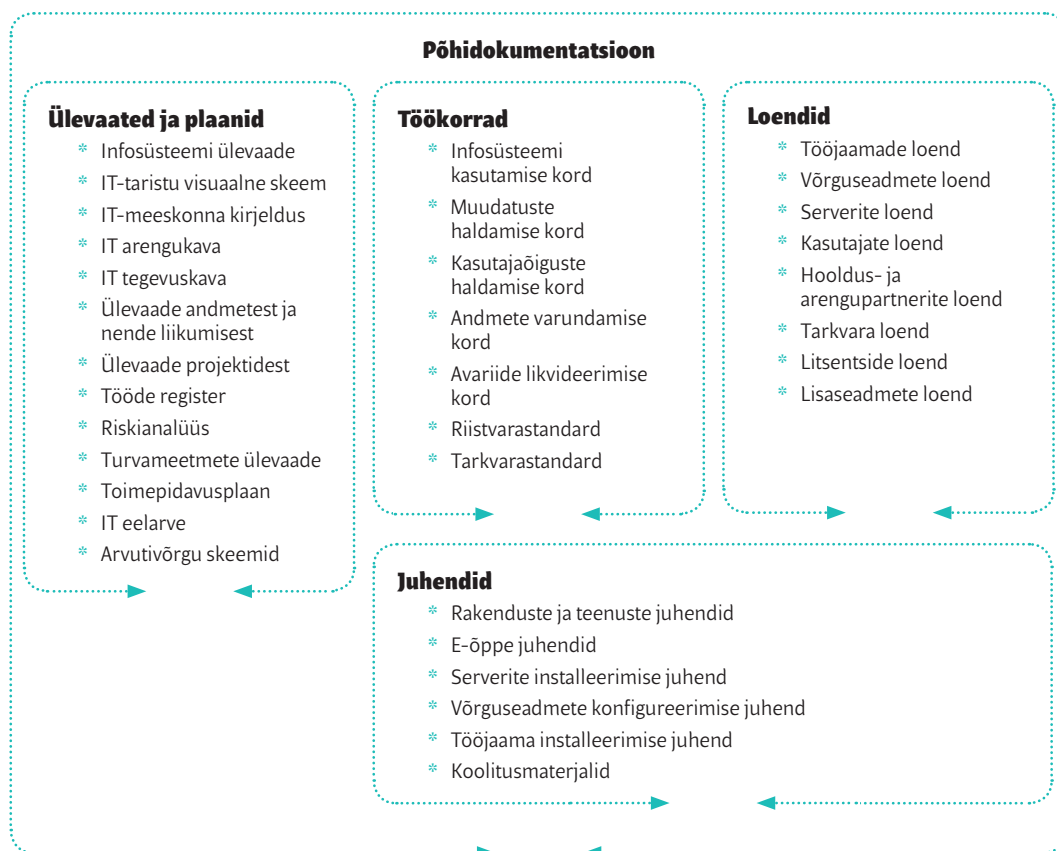 Põhidokumentatsioon
Ülevaated ja plaanid
* Infosüsteemi ülevaade
* IT-taristu visuaalne skeem
* IT-meeskonna kirjeldus
* IT arengukava
* IT tegevuskava
* Ülevaade andmetest ja
nende liikumisest
* Ülevaade projektidest
* Tööde register
* Riskianalüüs
* Turvameetmete ülevaade
* Toimepidavusplaan
* IT eelarve
* Arvutivõrgu skeemid
Töökorrad
* Infosüsteemi
kasutamise kord
* Muudatuste
haldamise kord
* Kasutajaõiguste
haldamise kord
* Andmete varundamise
kord
* Avariide likvideerimise
kord
* Riistvarastandard
* Tarkvarastandard
Loendid
* Tööjaamade loend
* Võrguseadmete loend
* Serverite loend
* Kasutajate loend
* Hooldus- ja
arengupartnerite loend
* Tarkvara loend
* Litsentside loend
* Lisaseadmete loend
Juhendid
* Rakenduste ja teenuste juhendid
* E-õppe juhendid
* Serverite installeerimise juhend
* Võrguseadmete konfigureerimise juhend
* Tööjaama installeerimise juhend
* Koolitusmaterjalid